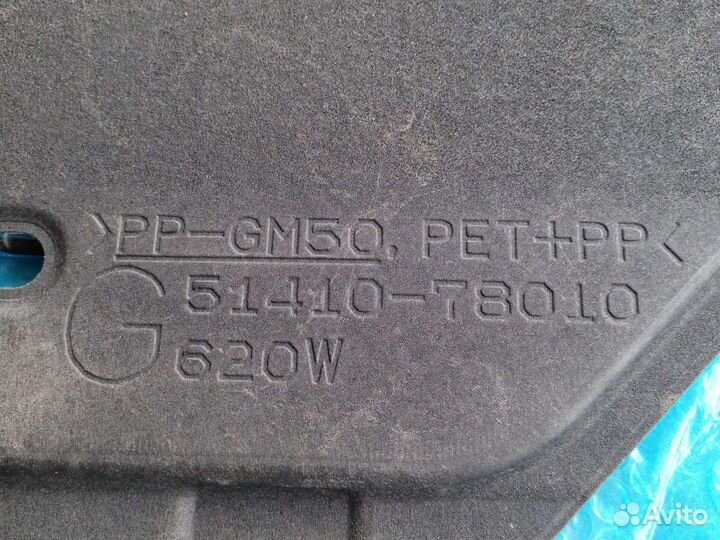 >PP-GM50, PET+PP<
G 51410-78010
620W
Avito